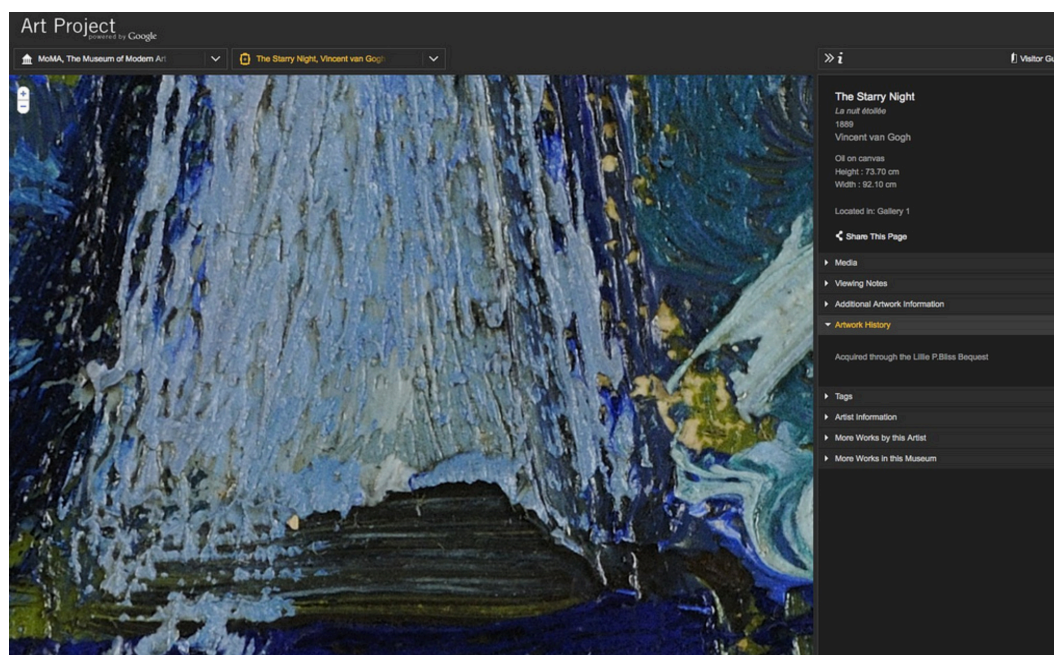 Art Project
powered by Google
MoMA, The Museum of Modern Art
The Starry Night, Vincent van Gogh
i
Visitor Gu
The Starry Night
La nuit étoilée
1889
Vincent van Gogh
Oil on canvas
Height : 73.70 cm
Width : 92.10 cm
Located in: Gallery 1
Share This Page
Media
Viewing Notes
Additional Artwork Information
Artwork History
Acquired through the Lillie P.Bliss Bequest
Tags
Artist Information
More Works by this Artist
More Works in this Museum